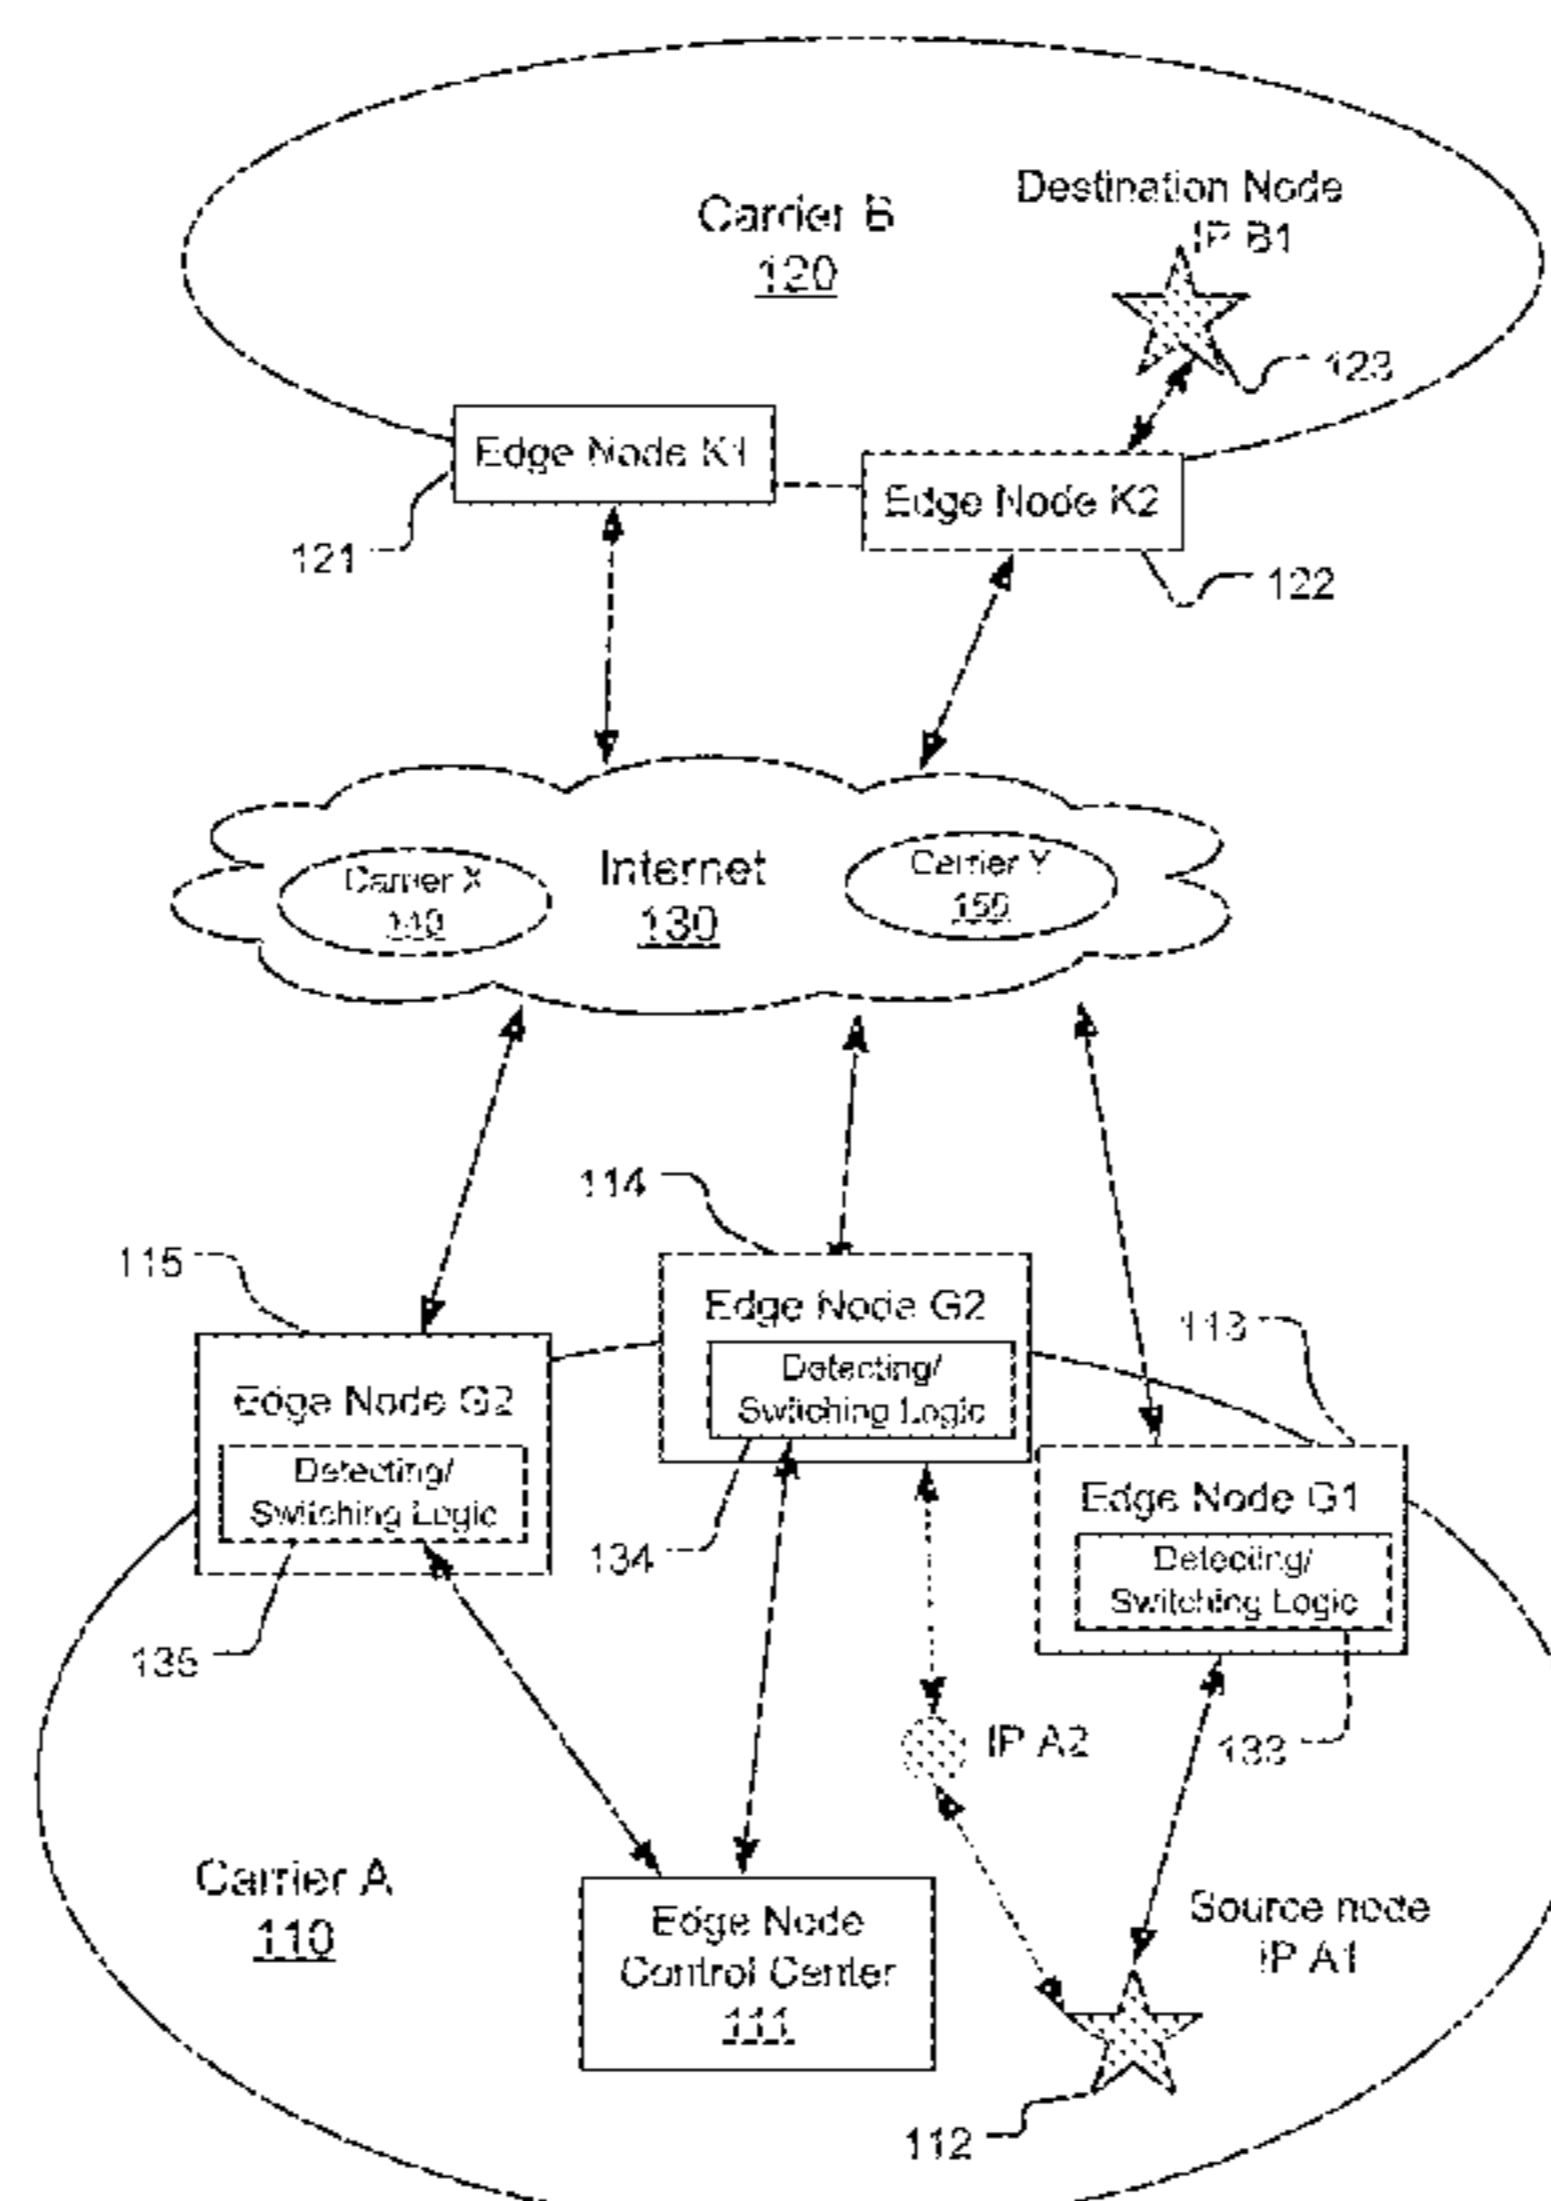 Destination Node
IP B1
Carrier B
120
123
Edge Node K1
Edge Node K2
121
122
Internet
130
Carrier X
140
Carrier Y
150
114
115
113
Edge Node G2
Detecting/
Switching Logic
Edge Node G2
Detecting/
Switching Logic
Edge Node G1
Detecting/
Switching Logic
134
135
133
IP A2
Carrier A
110
Edge Node
Control Center
111
Source node
IP A1
112